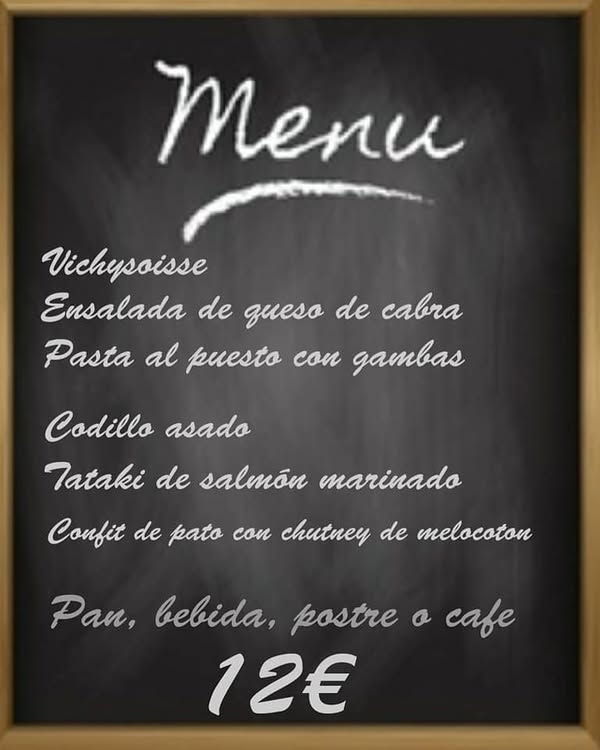 Menu
Vichysoisse
Ensalada de queso de cabra
Pasta al puesto con gambas
Codillo asado
Tataki de salmón marinado
Confit de pato con chutney de melocoton
Pan, bebida, postre o cafe
12€